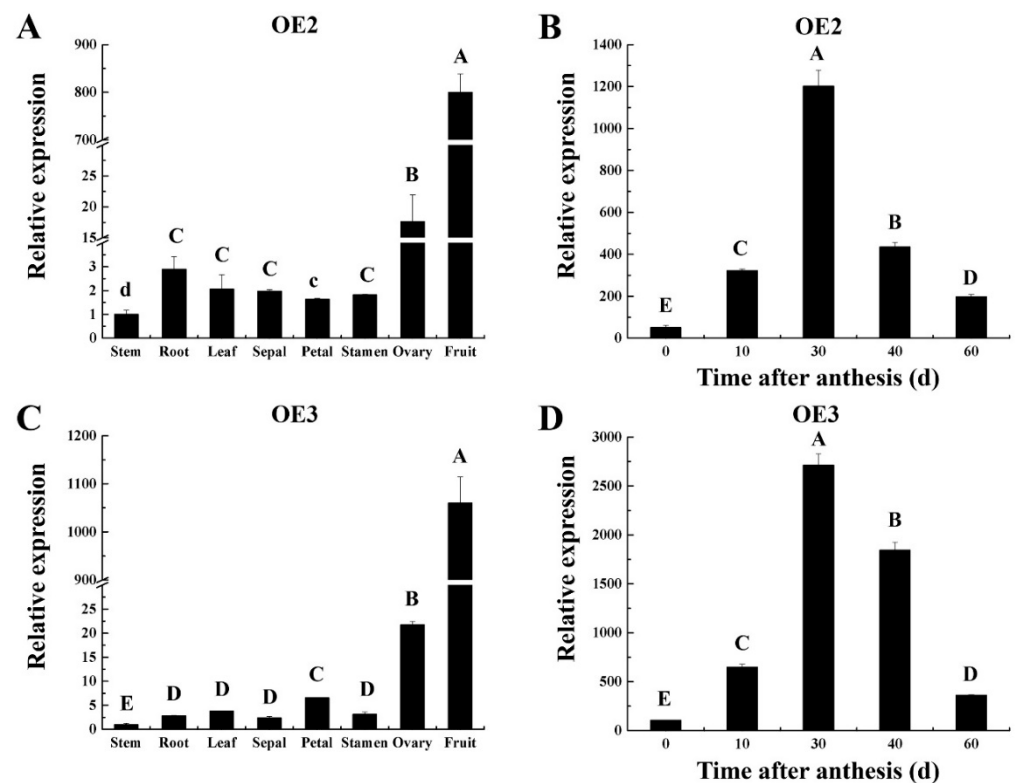 A
OE2
Relative expression
900
800
700
25
20
15
3
2
1
0
A
B
C
C
C
c
C
d
Stem Root Leaf Sepal Petal Stamen Ovary Fruit
B
OE2
Relative expression
1400
1200
1000
800
600
400
200
0
A
B
C
D
E
0 10 30 40 60
Time after anthesis (d)
C
OE3
Relative expression
1200
1100
1000
900
25
20
15
10
5
0
A
B
C
D
D
D
D
E
Stem Root Leaf Sepal Petal Stamen Ovary Fruit
D
OE3
Relative expression
3000
2500
2000
1500
1000
500
0
A
B
C
D
E
0 10 30 40 60
Time after anthesis (d)